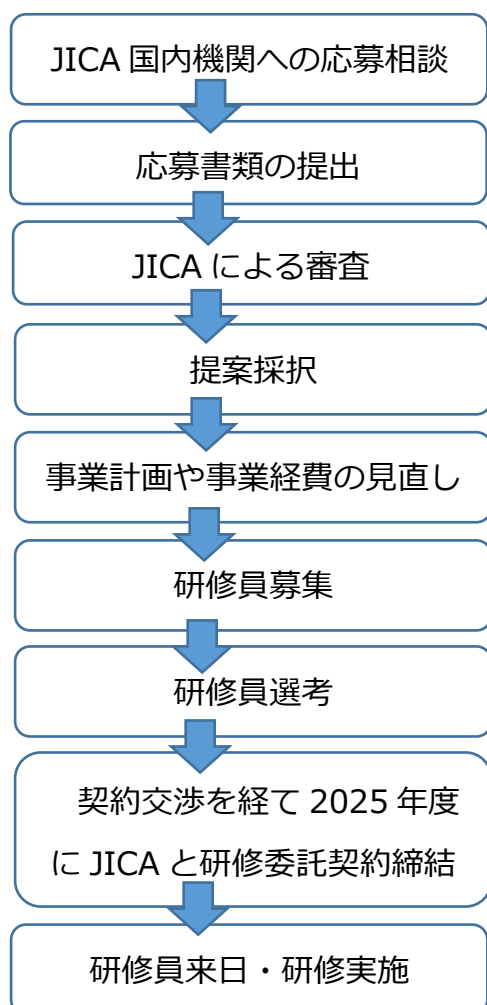 JICA 国内機関への応募相談
応募書類の提出
JICA による審査
提案採択
事業計画や事業経費の見直し
研修員募集
研修員選考
契約交渉を経て 2025 年度
に JICA と研修委託契約締結
研修員来日・研修実施